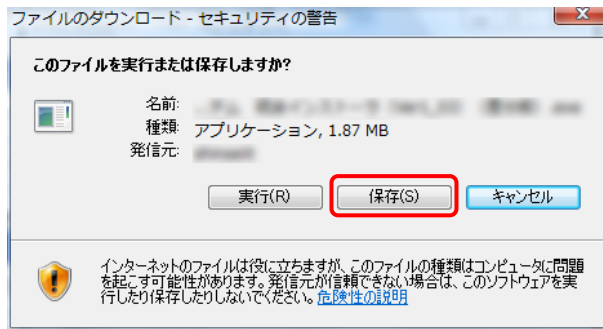 ファイルのダウンロード - セキュリティの警告
このファイルを実行または保存しますか?
名前:
種類: アプリケーション, 1.87 MB
発信元:
実行(R) 保存(S) キャンセル
インターネットのファイルは役に立ちますが、このファイルの種類はコンピュータに問題
を起こす可能性があります。発信元が信頼できない場合は、このソフトウェアを実
行したり保存したりしないでください。危険性の説明